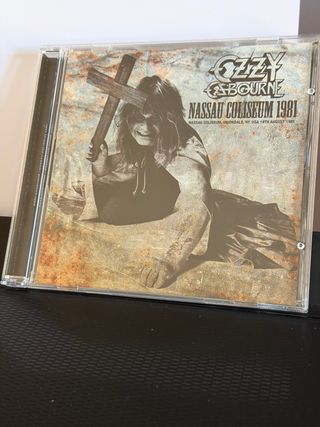 OZZY
OSBOURNE
NASSAU COLISEUM 1981
NASSAU COLISEUM, UNIONDALE, NY, USA 14TH AUGUST 1981